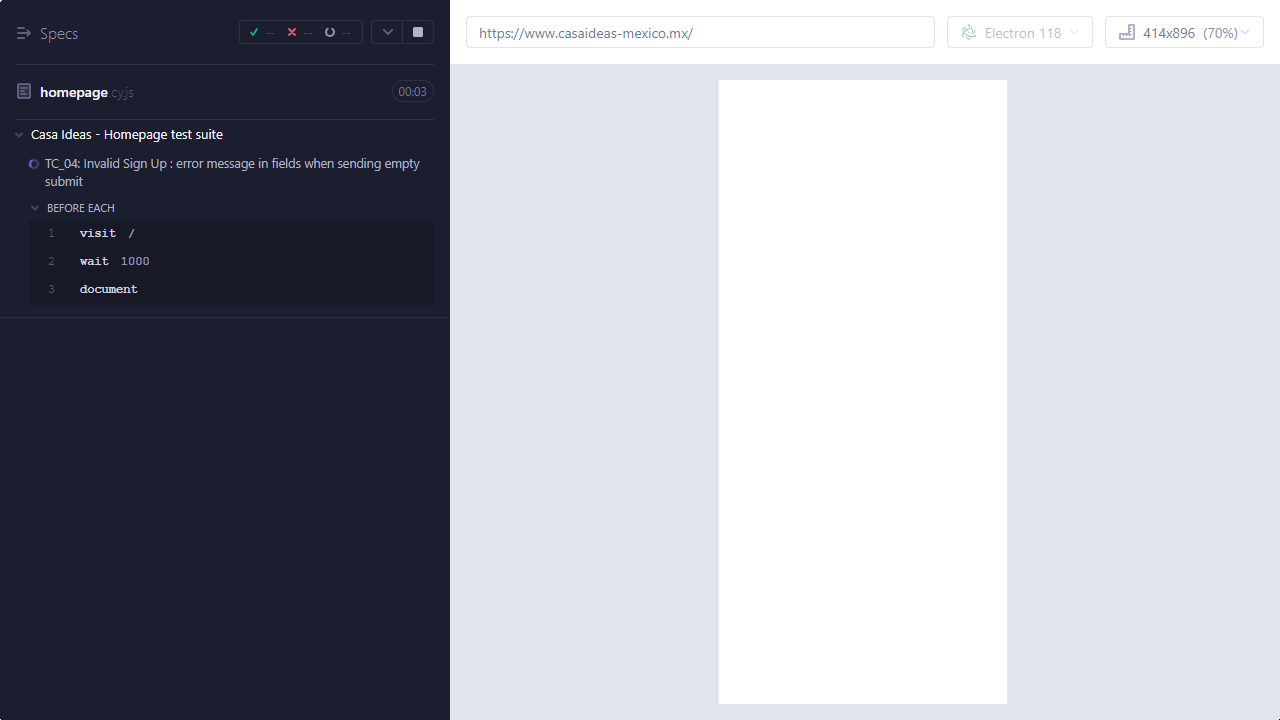 Specs
-- -- --
homepage.cy.js
00:03
Casa Ideas - Homepage test suite
TC_04: Invalid Sign Up : error message in fields when sending empty
submit
BEFORE EACH
1 visit /
2 wait 1000
3 document
https://www.casaideas-mexico.mx/
Electron 118
414x896 (70%)